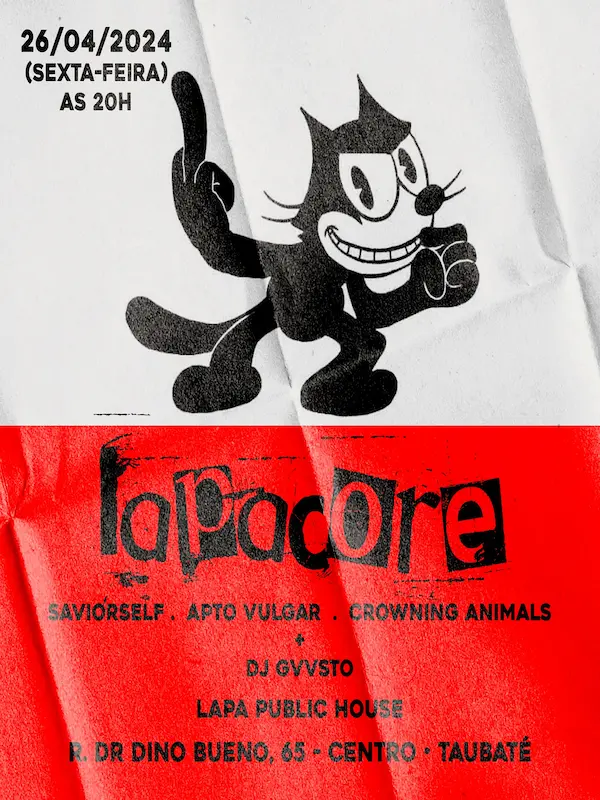 26/04/2024
(SEXTA-FEIRA)
AS 20H
lapacore
SAVIORSELF . APTO VULGAR . CROWNING ANIMALS
+
DJ GVVSTO
LAPA PUBLIC HOUSE
R. DR DINO BUENO, 65 - CENTRO • TAUBATÉ